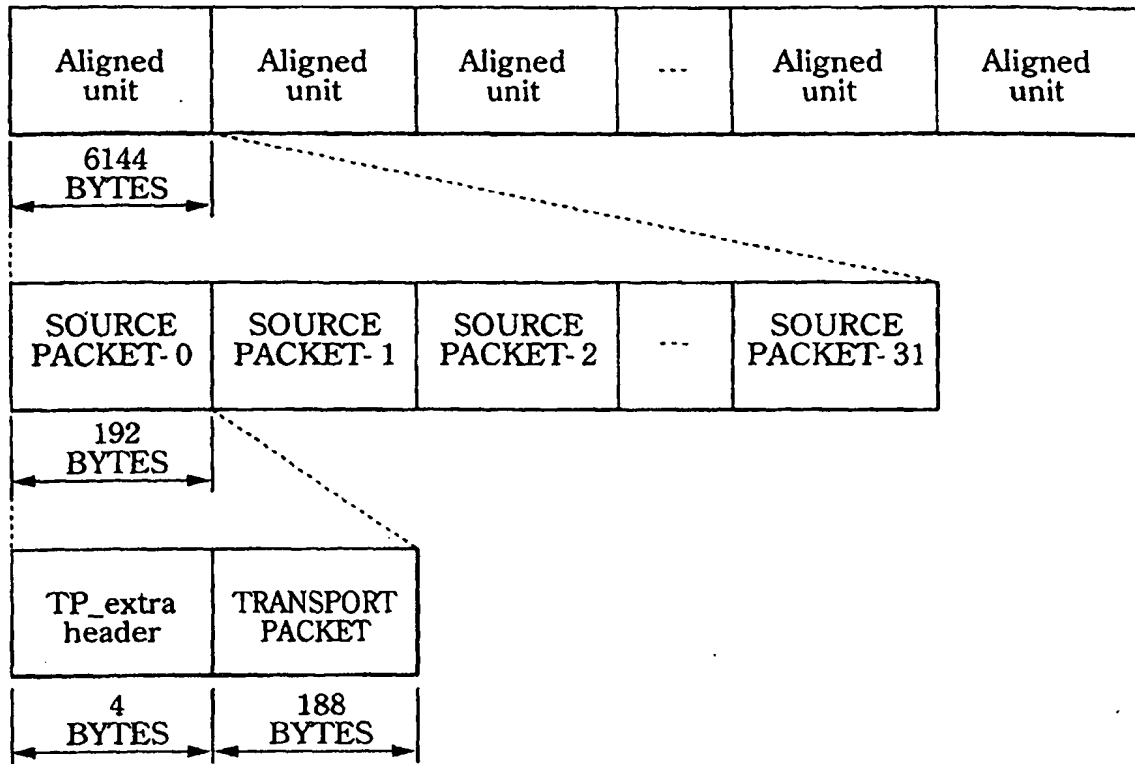 Aligned unit
Aligned unit
Aligned unit
---
Aligned unit
Aligned unit
6144 BYTES
SOURCE PACKET-0
SOURCE PACKET-1
SOURCE PACKET-2
---
SOURCE PACKET-31
192 BYTES
TP_extra header
TRANSPORT PACKET
4 BYTES
188 BYTES